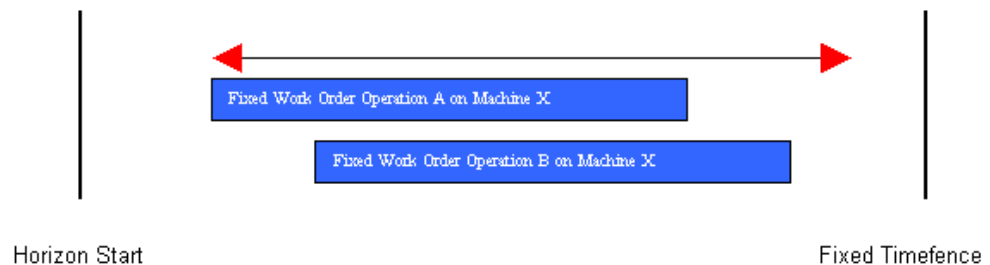 Fixed Work Order Operation A on Machine X
Fixed Work Order Operation B on Machine X
Horizon Start
Fixed Timefence